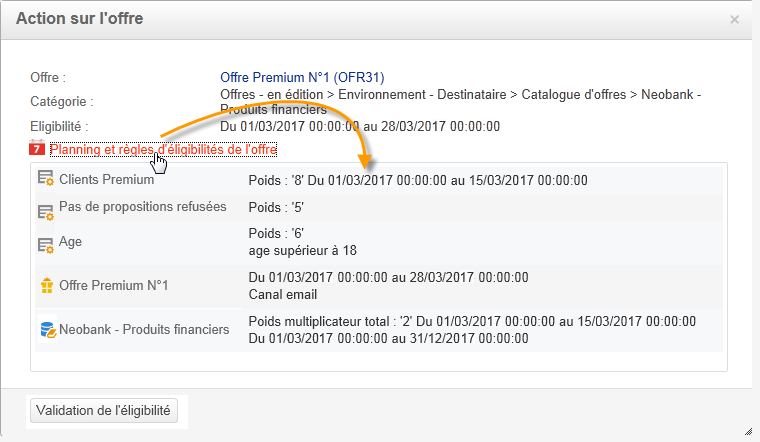 Action sur l'offre
Offre : Offre Premium N°1 (OFR31)
Catégorie : Offres - en édition > Environnement - Destinataire > Catalogue d'offres > Neobank -
Produits financiers
Eligibilité : Du 01/03/2017 00:00:00 au 28/03/2017 00:00:00
7 Planning et règles d'éligibilités de l'offre
Clients Premium Poids : '8' Du 01/03/2017 00:00:00 au 15/03/2017 00:00:00
Pas de propositions refusées Poids : '5'
Age Poids : '6'
age supérieur à 18
Offre Premium N°1 Du 01/03/2017 00:00:00 au 28/03/2017 00:00:00
Canal email
Neobank - Produits financiers Poids multiplicateur total : '2' Du 01/03/2017 00:00:00 au 15/03/2017 00:00:00
Du 01/03/2017 00:00:00 au 31/12/2017 00:00:00
Validation de l'éligibilité